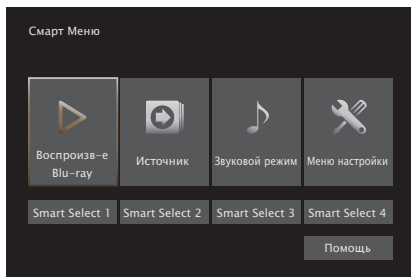 Смарт Меню
Воспроизв-е
Blu-ray
Источник
Звуковой режим
Меню настройки
Smart Select 1
Smart Select 2
Smart Select 3
Smart Select 4
Помощь